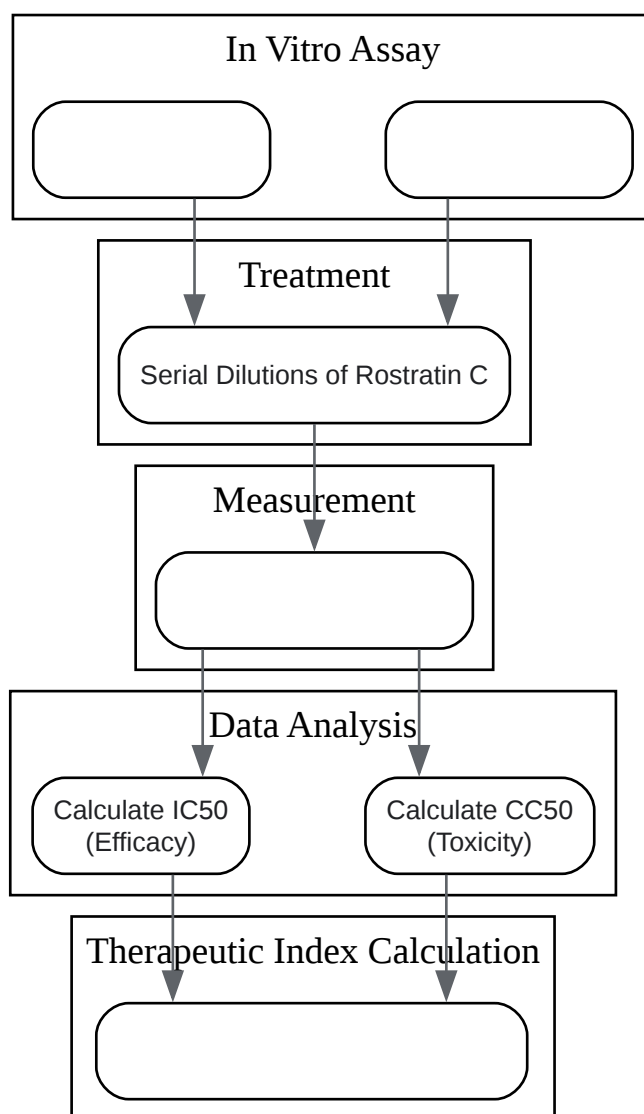 In Vitro Assay
Treatment
Serial Dilutions of Rostratin C
Measurement
Data Analysis
Calculate IC50
(Efficacy)
Calculate CC50
(Toxicity)
Therapeutic Index Calculation